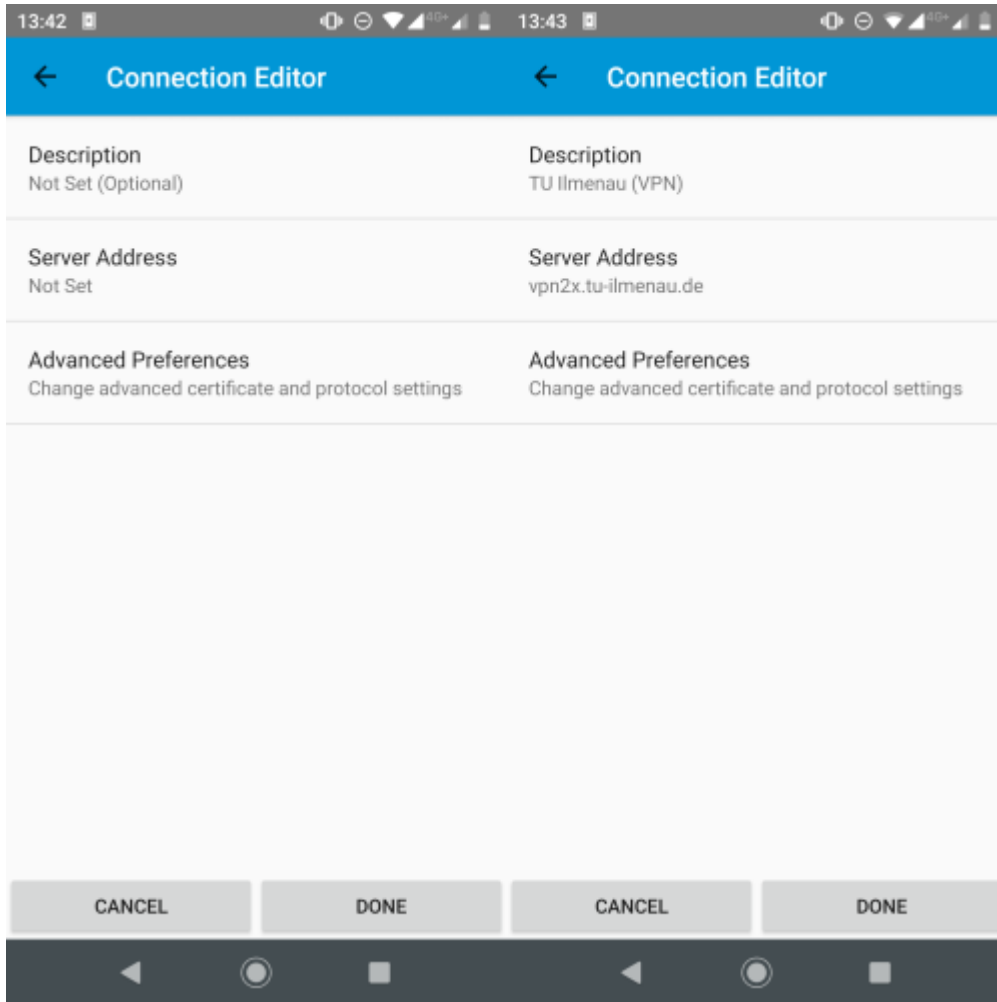 13:42
4G+
Connection Editor
Description
Not Set (Optional)
Server Address
Not Set
Advanced Preferences
Change advanced certificate and protocol settings
CANCEL DONE
13:43
4G+
Connection Editor
Description
TU Ilmenau (VPN)
Server Address
vpn2x.tu-ilmenau.de
Advanced Preferences
Change advanced certificate and protocol settings
CANCEL DONE